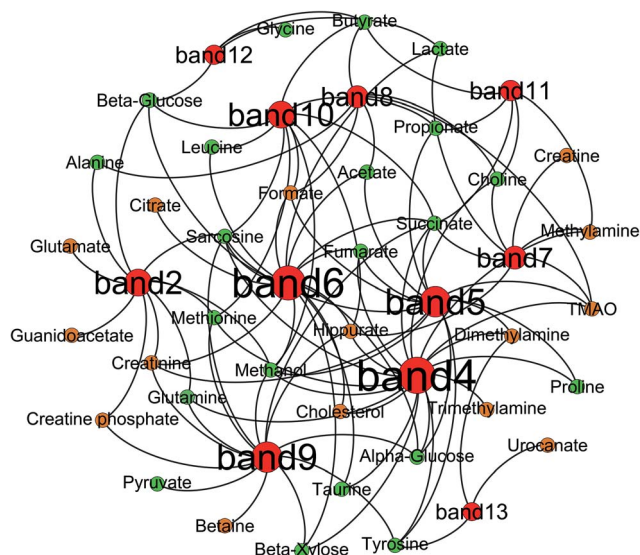 Butyrate
Glycine
Lactate
band12
band8
band11
Beta-Glucose
band10
Propionate
Leucine
Creatine
Alanine
Acetate
Choline
Formate
Citrate
Succinate
Methylamine
Sarcosine
Glutamate
Fumarate
band7
band2
band6
band5
TMAO
Methionine
Guanidoacetate
Hippurate
Dimethylamine
Creatinine
Methanol
band4
Proline
Glutamine
Cholesterol
Trimethylamine
Creatine phosphate
Urocanate
band9
Alpha-Glucose
Pyruvate
Taurine
band13
Betaine
Tyrosine
Beta-Xylose